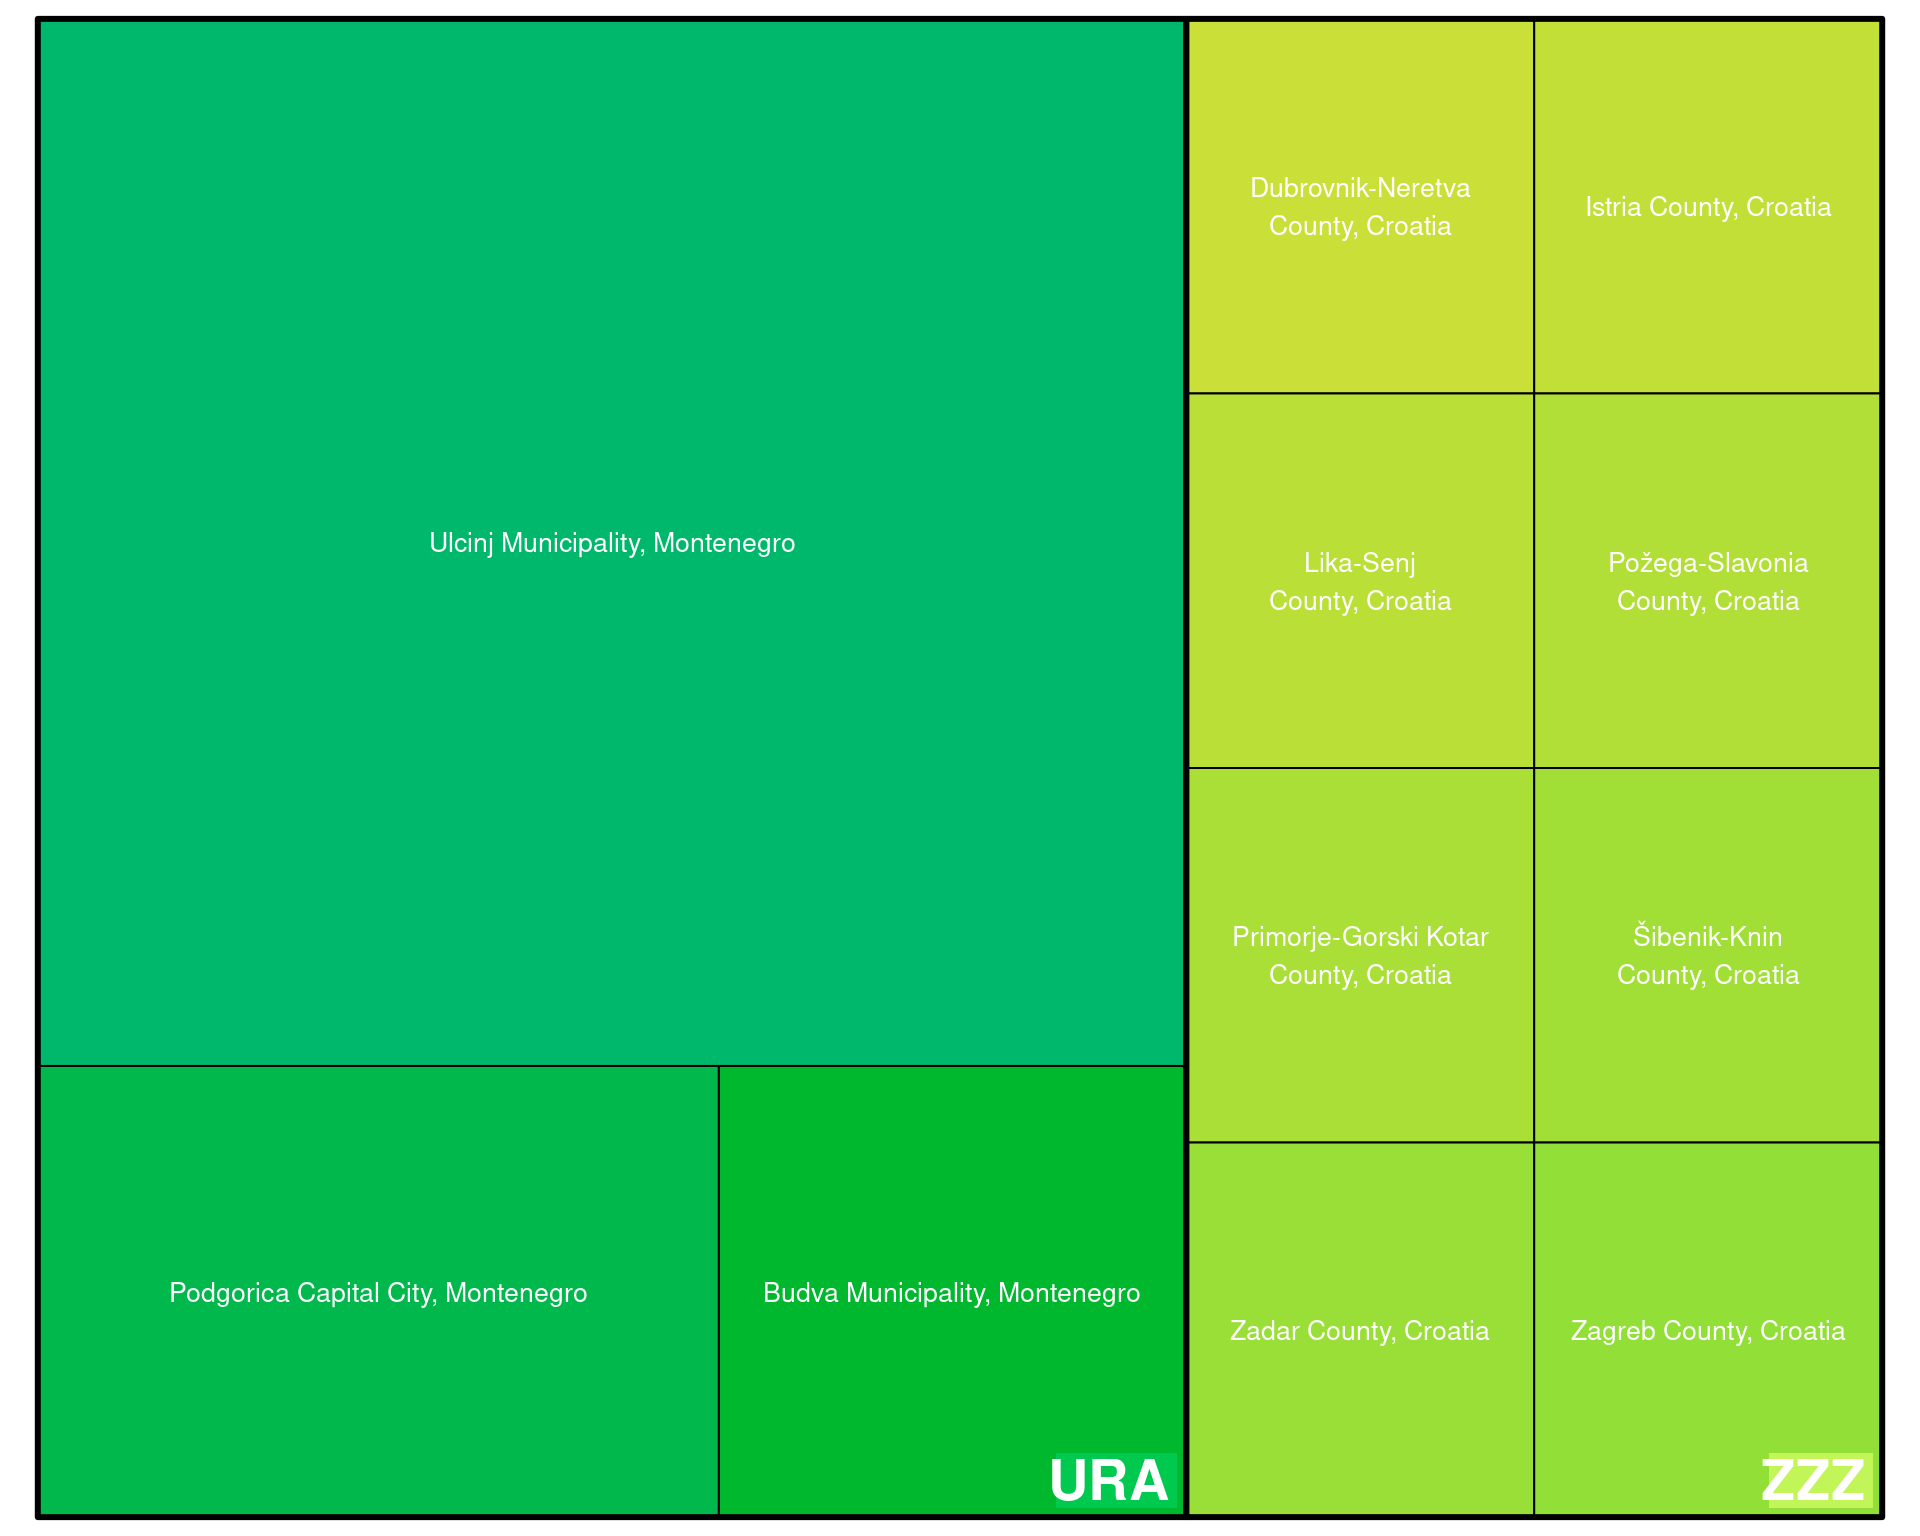 Ulcinj Municipality, Montenegro
Podgorica Capital City, Montenegro
Budva Municipality, Montenegro
URA
Dubrovnik-Neretva
County, Croatia
Istria County, Croatia
Lika-Senj
County, Croatia
Požega-Slavonia
County, Croatia
Primorje-Gorski Kotar
County, Croatia
Šibenik-Knin
County, Croatia
Zadar County, Croatia
Zagreb County, Croatia
ZZZ